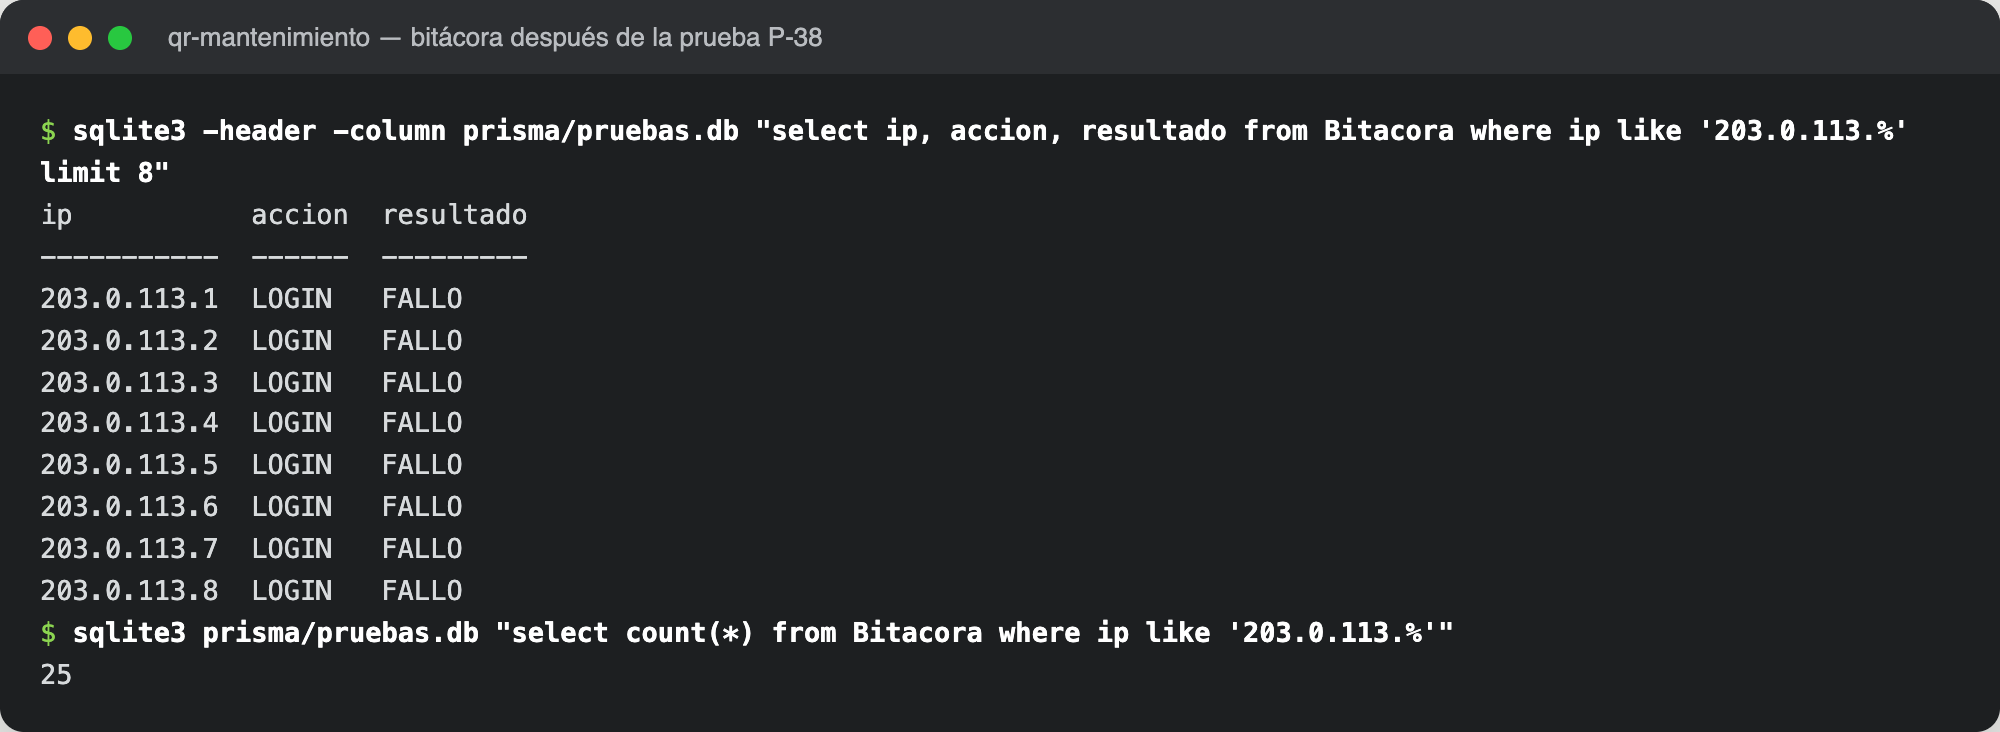 qr-mantenimiento — bitácora después de la prueba P-38
$ sqlite3 -header -column prisma/pruebas.db "select ip, accion, resultado from Bitacora where ip like '203.0.113.%'
limit 8"
ip           accion  resultado
-----------  ------  ---------
203.0.113.1  LOGIN   FALLO
203.0.113.2  LOGIN   FALLO
203.0.113.3  LOGIN   FALLO
203.0.113.4  LOGIN   FALLO
203.0.113.5  LOGIN   FALLO
203.0.113.6  LOGIN   FALLO
203.0.113.7  LOGIN   FALLO
203.0.113.8  LOGIN   FALLO
$ sqlite3 prisma/pruebas.db "select count(*) from Bitacora where ip like '203.0.113.%'"
25